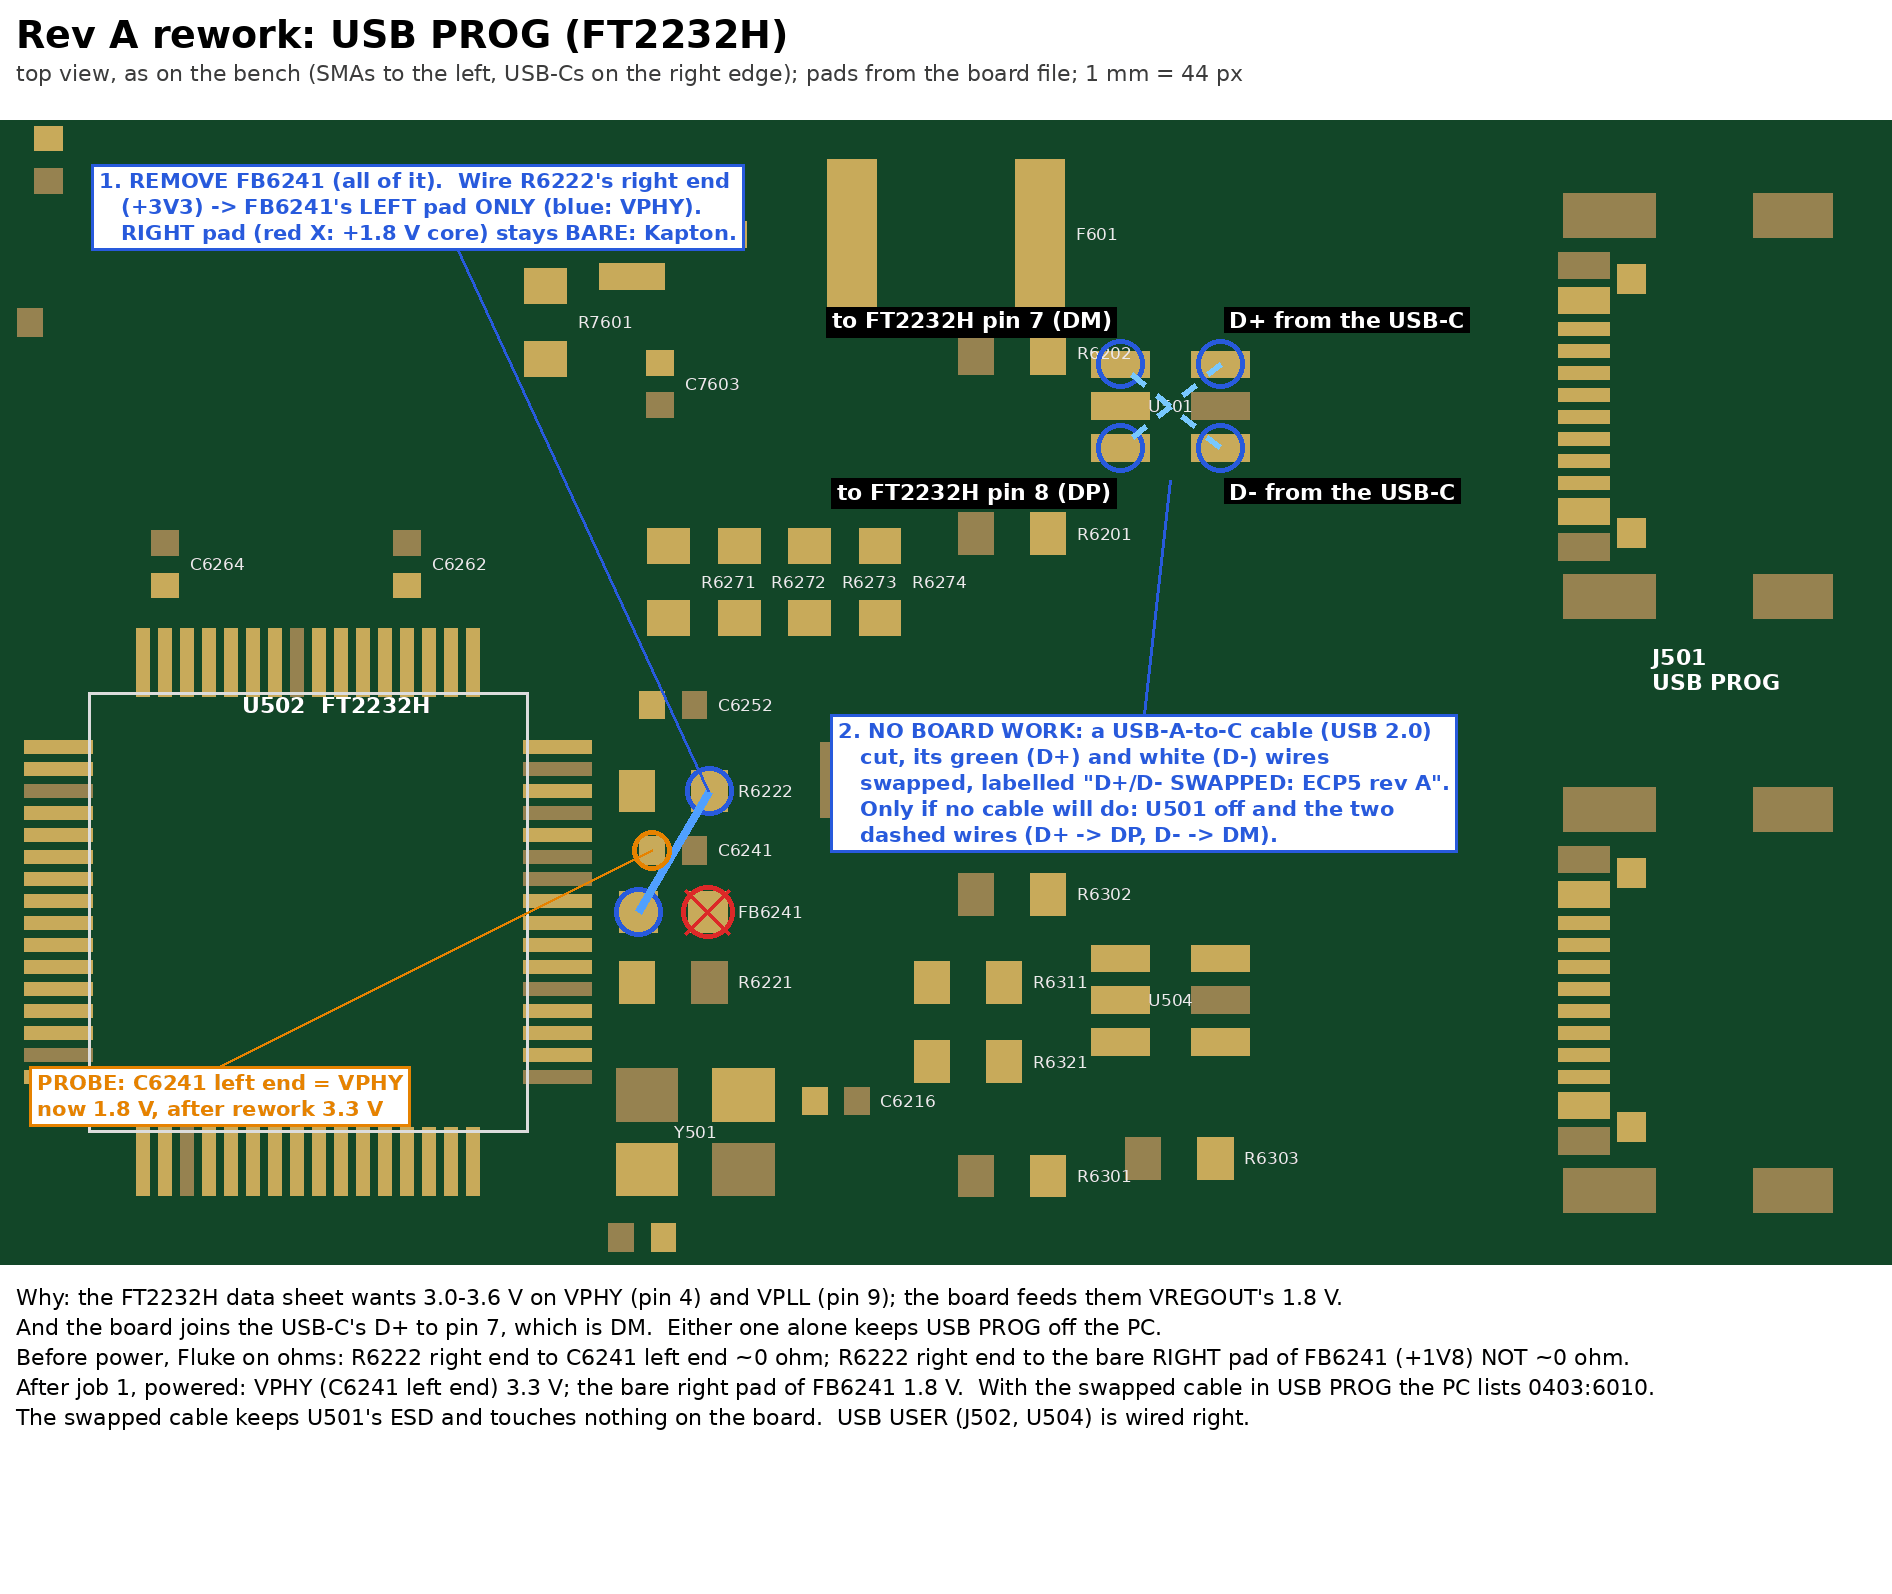 Rev A rework: USB PROG (FT2232H)
top view, as on the bench (SMAs to the left, USB-Cs on the right edge); pads from the board file; 1 mm = 44 px
1. REMOVE FB6241 (all of it).  Wire R6222's right end
(+3V3) -> FB6241's LEFT pad ONLY (blue: VPHY).
RIGHT pad (red X: +1.8 V core) stays BARE: Kapton.
F601
R7601
to FT2232H pin 7 (DM)
D+ from the USB-C
R6202
C7603
U501
to FT2232H pin 8 (DP)
D- from the USB-C
R6201
C6264
C6262
R6271
R6272
R6273
R6274
J501
USB PROG
U502  FT2232H
C6252
2. NO BOARD WORK: a USB-A-to-C cable (USB 2.0)
cut, its green (D+) and white (D-) wires
swapped, labelled "D+/D- SWAPPED: ECP5 rev A".
Only if no cable will do: U501 off and the two
dashed wires (D+ -> DP, D- -> DM).
R6222
C6241
R6302
FB6241
R6221
R6311
U504
R6321
PROBE: C6241 left end = VPHY
now 1.8 V, after rework 3.3 V
C6216
Y501
R6303
R6301
Why: the FT2232H data sheet wants 3.0-3.6 V on VPHY (pin 4) and VPLL (pin 9); the board feeds them VREGOUT's 1.8 V.
And the board joins the USB-C's D+ to pin 7, which is DM.  Either one alone keeps USB PROG off the PC.
Before power, Fluke on ohms: R6222 right end to C6241 left end ~0 ohm; R6222 right end to the bare RIGHT pad of FB6241 (+1V8) NOT ~0 ohm.
After job 1, powered: VPHY (C6241 left end) 3.3 V; the bare right pad of FB6241 1.8 V.  With the swapped cable in USB PROG the PC lists 0403:6010.
The swapped cable keeps U501's ESD and touches nothing on the board.  USB USER (J502, U504) is wired right.